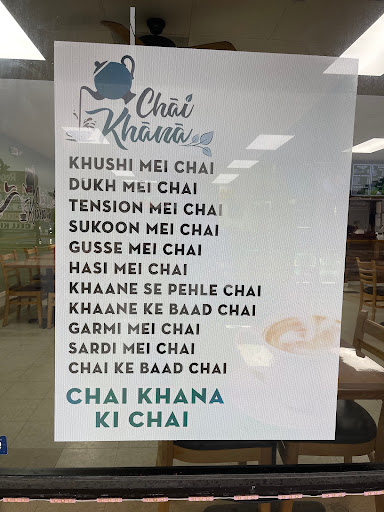 Chāi
Khānā
KHUSHI MEI CHAI
DUKH MEI CHAI
TENSION MEI CHAI
SUKOON MEI CHAI
GUSSE MEI CHAI
HASI MEI CHAI
KHAANE SE PEHLE CHAI
KHAANE KE BAAD CHAI
GARMI MEI CHAI
SARDI MEI CHAI
CHAI KE BAAD CHAI
CHAI KHANA
KI CHAI